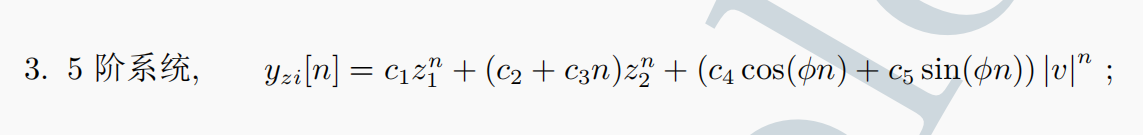 3. 5 阶系统, $y_{zi}[n] = c_1 z_1^n + (c_2 + c_3 n) z_2^n + (c_4 \cos(\phi n) + c_5 \sin(\phi n)) |v|^n$ ;